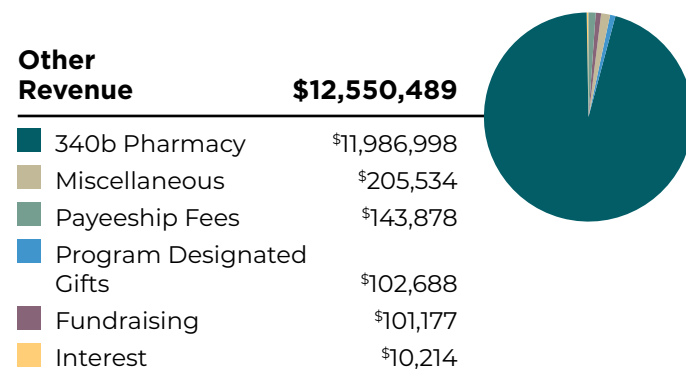 Other
Revenue $12,550,489
340b Pharmacy $11,986,998
Miscellaneous $205,534
Payeeship Fees $143,878
Program Designated
Gifts $102,688
Fundraising $101,177
Interest $10,214